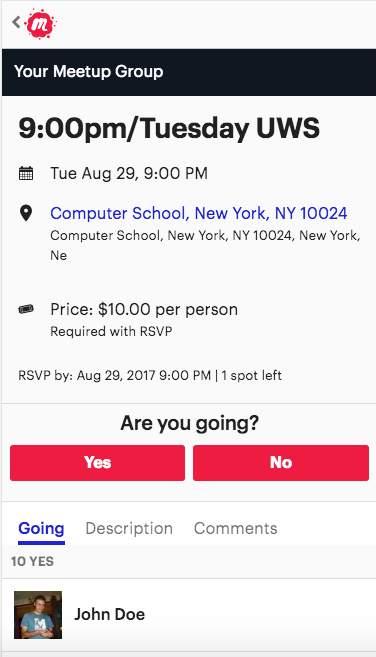 m
Your Meetup Group
9:00pm/Tuesday UWS
Tue Aug 29, 9:00 PM
Computer School, New York, NY 10024
Computer School, New York, NY 10024, New York,
Ne
Price: $10.00 per person
Required with RSVP
RSVP by: Aug 29, 2017 9:00 PM | 1 spot left
Are you going?
Yes No
Going Description Comments
10 YES
John Doe